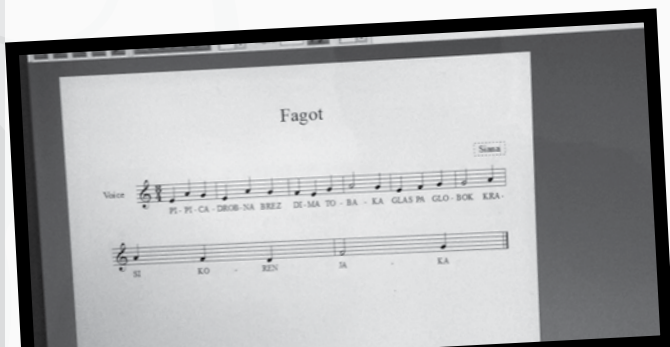 Fagot
Sima
Voice
PI - PI - CA - DROB - NA BREZ DI - MA TO - BA - KA GLAS PA GLO - BOK KRA -
SI KO - REN JA - KA